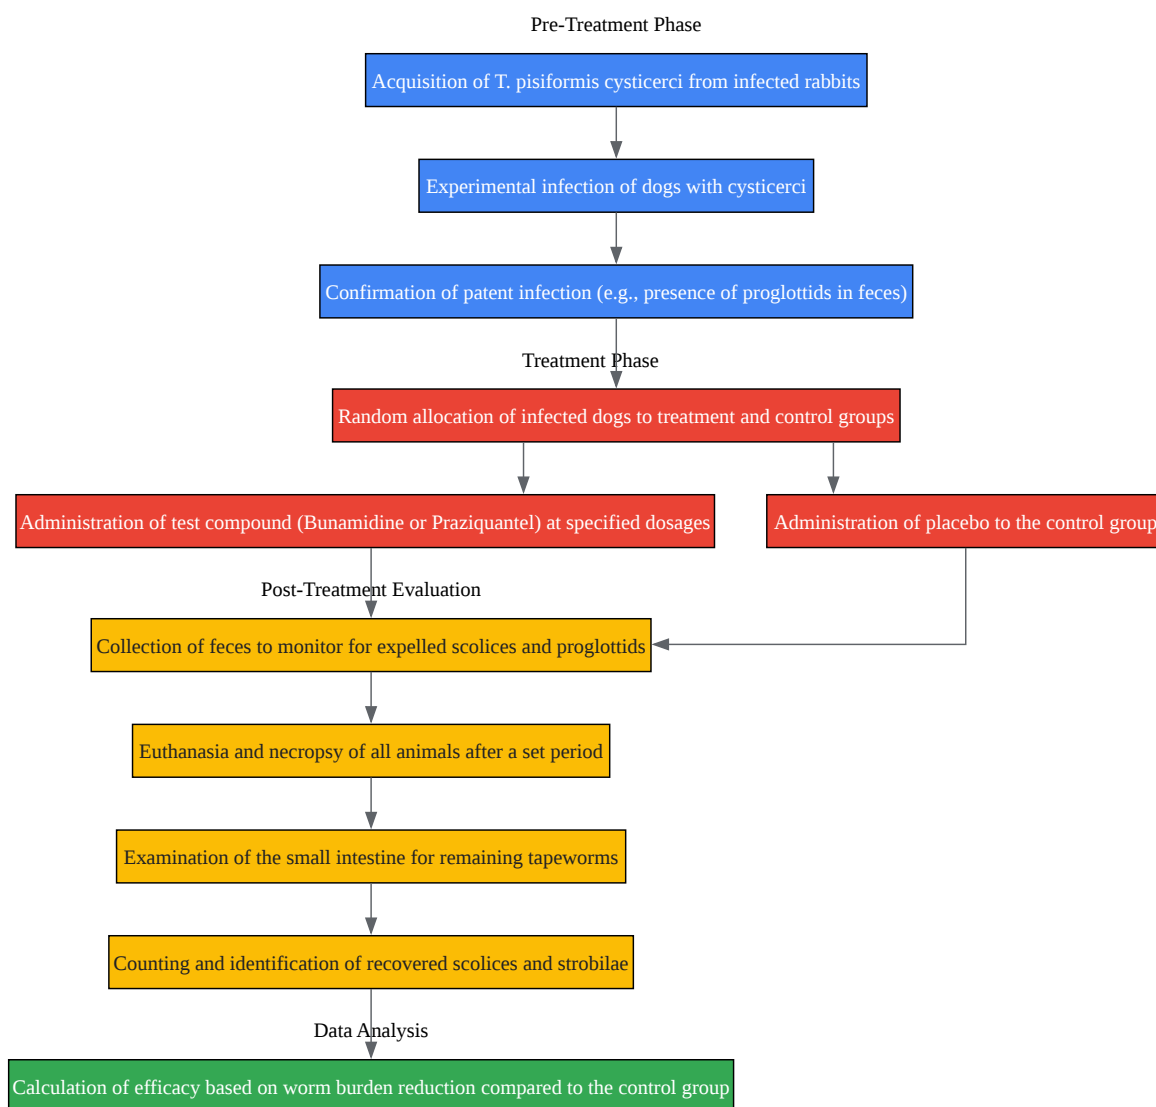 Pre-Treatment Phase
Acquisition of T. pisiformis cysticerci from infected rabbits
Experimental infection of dogs with cysticerci
Confirmation of patent infection (e.g., presence of proglottids in feces)
Treatment Phase
Random allocation of infected dogs to treatment and control groups
Administration of test compound (Bunamidine or Praziquantel) at specified dosages
Administration of placebo to the control group
Post-Treatment Evaluation
Collection of feces to monitor for expelled scolices and proglottids
Euthanasia and necropsy of all animals after a set period
Examination of the small intestine for remaining tapeworms
Counting and identification of recovered scolices and strobilae
Data Analysis
Calculation of efficacy based on worm burden reduction compared to the control group